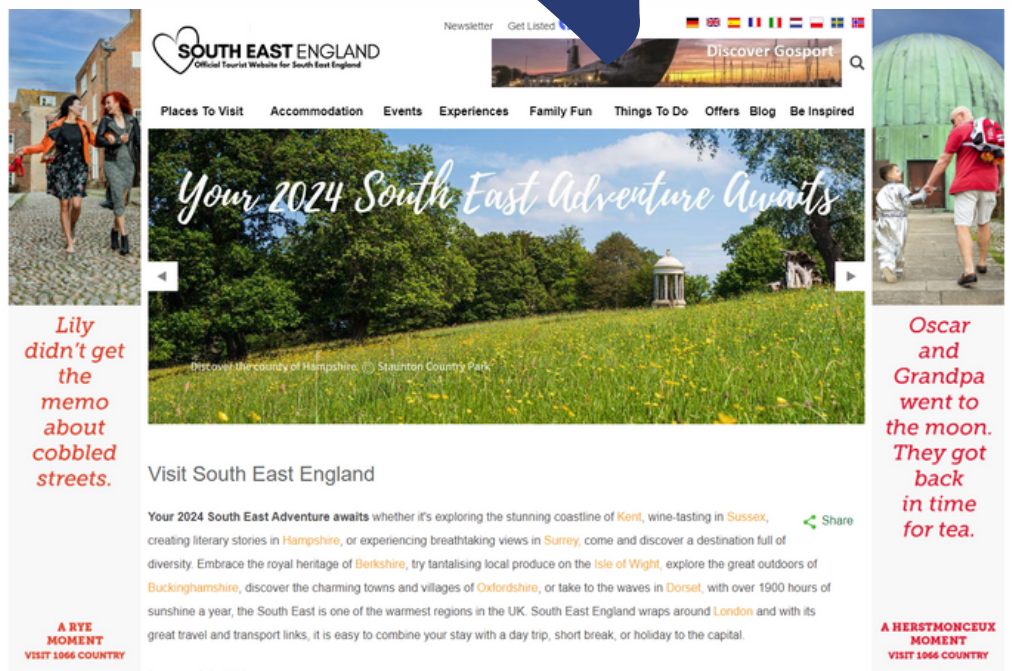 Newsletter Get Listed
SOUTH EAST ENGLAND
Official Tourist Website for South East England
Discover Gosport
Places To Visit Accommodation Events Experiences Family Fun Things To Do Offers Blog Be Inspired
Your 2024 South East Adventure Awaits
Discover the county of Hampshire. © Staunton Country Park
Lily
didn't get
the
memo
about
cobbled
streets.
A RYE
MOMENT
VISIT 1066 COUNTRY
Visit South East England
Your 2024 South East Adventure awaits whether it's exploring the stunning coastline of Kent, wine-tasting in Sussex,
creating literary stories in Hampshire, or experiencing breathtaking views in Surrey, come and discover a destination full of
diversity. Embrace the royal heritage of Berkshire, try tantalising local produce on the Isle of Wight, explore the great outdoors of
Buckinghamshire, discover the charming towns and villages of Oxfordshire, or take to the waves in Dorset, with over 1900 hours of
sunshine a year, the South East is one of the warmest regions in the UK. South East England wraps around London and with its
great travel and transport links, it is easy to combine your stay with a day trip, short break, or holiday to the capital.
Share
Oscar
and
Grandpa
went to
the moon.
They got
back
in time
for tea.
A HERSTMONCEUX
MOMENT
VISIT 1066 COUNTRY